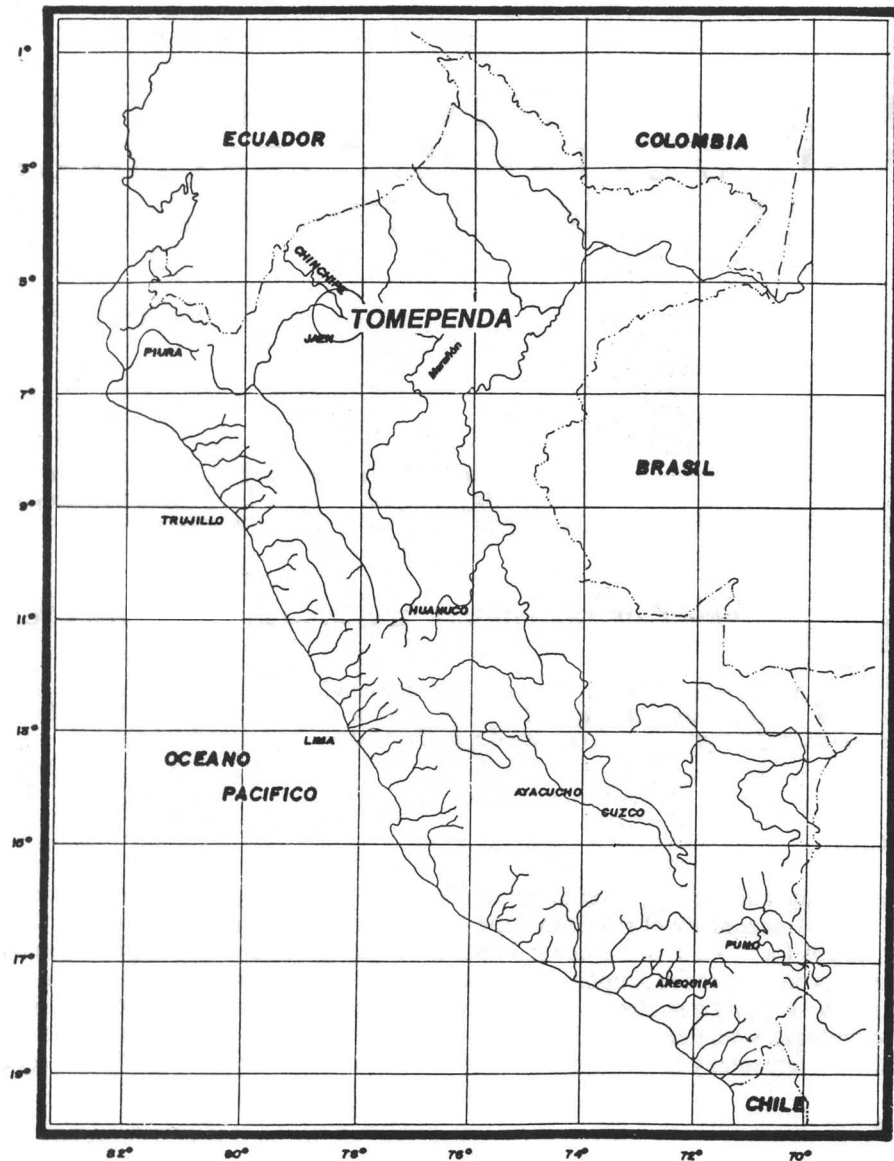 1°
ECUADOR
COLOMBIA
3°
CHINCHIPE
5°
TOMEPENDA
JAEN
PIURA
Marañón
7°
BRASIL
9°
TRUJILLO
HUANUCO
11°
13°
LIMA
OCEANO
PACIFICO
AYACUCHO
CUZCO
15°
PUNO
17°
AREQUIPA
19°
CHILE
82° 80° 78° 76° 74° 72° 70°